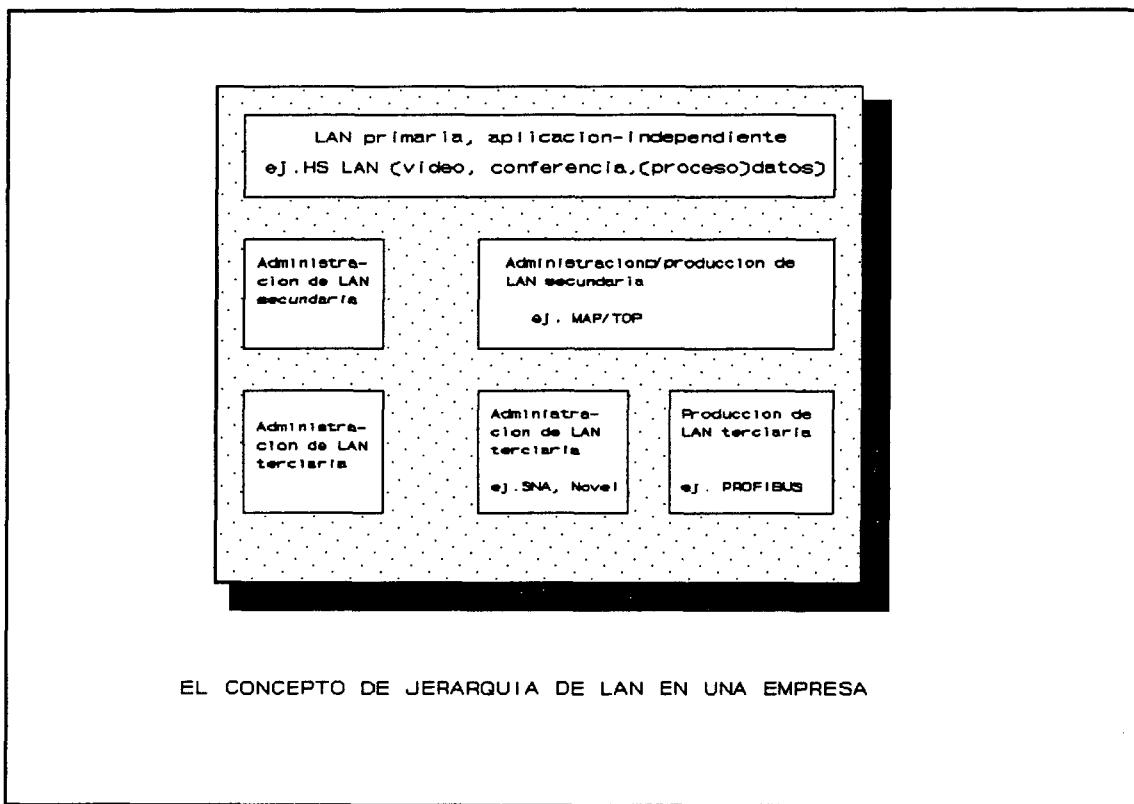 LAN primaria, aplicacion-independiente
ej.HS LAN (video, conferencia,(proceso)datos)
Administra-
cion de LAN
secundaria
Administraciono/produccion de
LAN secundaria
ej. MAP/TOP
Administra-
cion de LAN
terciaria
Administra-
cion de LAN
terciaria
ej.SNA, Novel
Produccion de
LAN terciaria
ej. PROFIBUS
EL CONCEPTO DE JERARQUIA DE LAN EN UNA EMPRESA